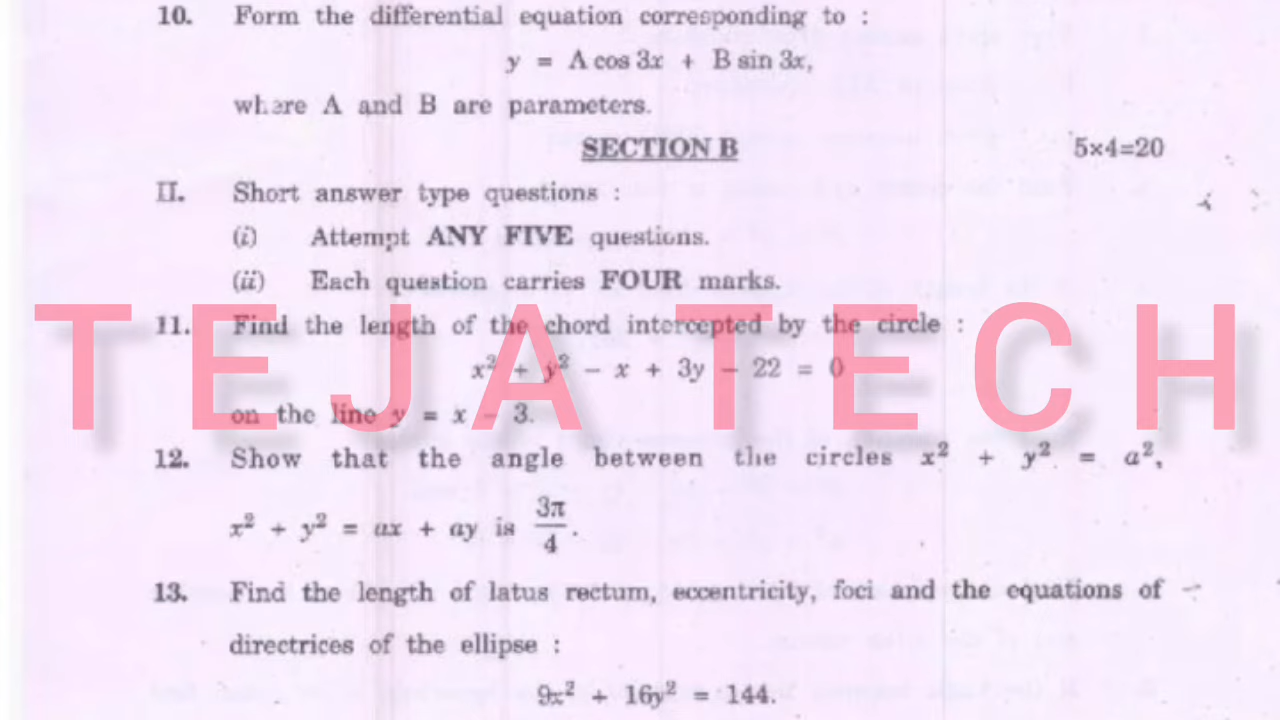 10. Form the differential equation corresponding to :
y = A cos 3x + B sin 3x,
where A and B are parameters.
SECTION B 5×4=20
II. Short answer type questions :
(i) Attempt ANY FIVE questions.
(ii) Each question carries FOUR marks.
11. Find the length of the chord intercepted by the circle :
x² + y² − x + 3y − 22 = 0
on the line y = x − 3.
TEJA TECH
12. Show that the angle between the circles x² + y² = a²,
x² + y² = ax + ay is 3π/4.
13. Find the length of latus rectum, eccentricity, foci and the equations of
directrices of the ellipse :
9x² + 16y² = 144.